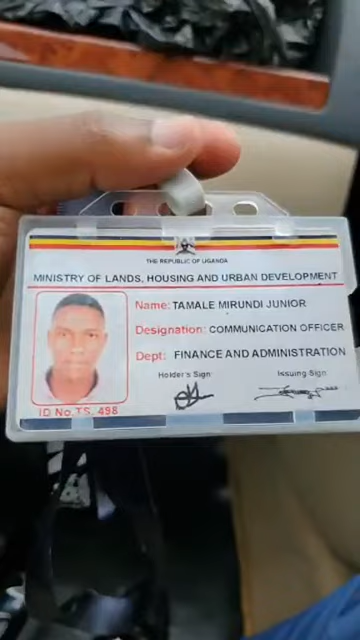 THE REPUBLIC OF UGANDA
MINISTRY OF LANDS, HOUSING AND URBAN DEVELOPMENT
Name: TAMALE MIRUNDI JUNIOR
Designation: COMMUNICATION OFFICER
Dept: FINANCE AND ADMINISTRATION
Holder's Sign Issuing Sign
ID No.TS. 498